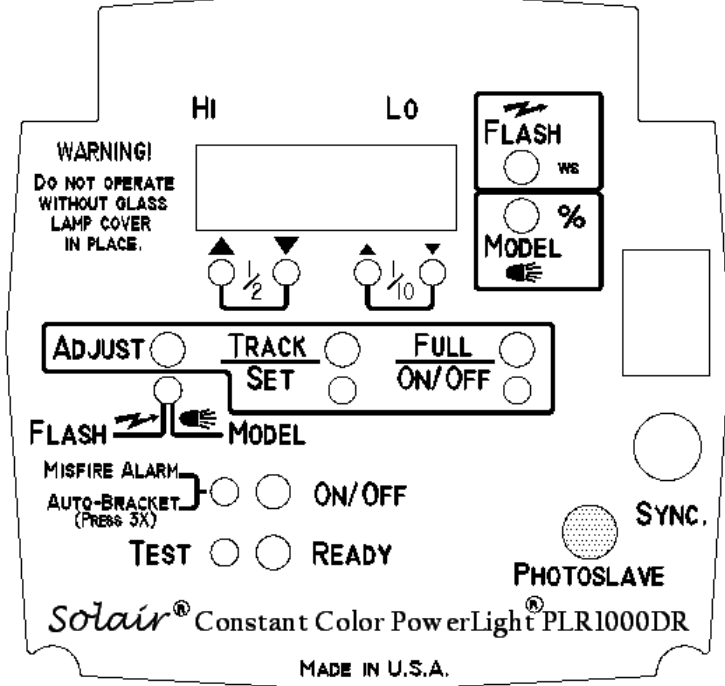 HI LO
FLASH
WS
WARNING!
DO NOT OPERATE
WITHOUT GLASS
LAMP COVER
IN PLACE.
%
MODEL
1/2 1/10
ADJUST TRACK FULL
SET ON/OFF
FLASH MODEL
MISFIRE ALARM
AUTO-BRACKET ON/OFF
(PRESS 3X)
SYNC.
TEST READY
PHOTOSLAVE
Solair® Constant Color PowerLight® PLR1000DR
MADE IN U.S.A.